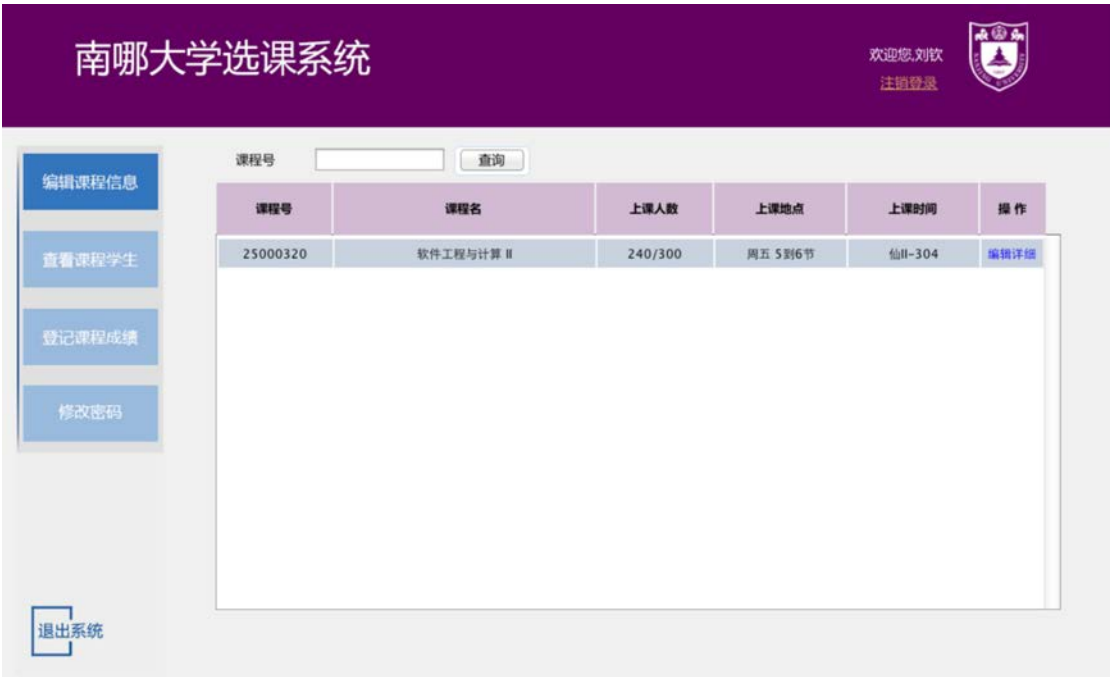 南哪大学选课系统
欢迎您,刘钦
注销登录
课程号 查询
编辑课程信息
查看课程学生
登记课程成绩
修改密码
退出系统
课程号 课程名 上课人数 上课地点 上课时间 操作
25000320 软件工程与计算 II 240/300 周五 5到6节 仙II-304 编辑详细